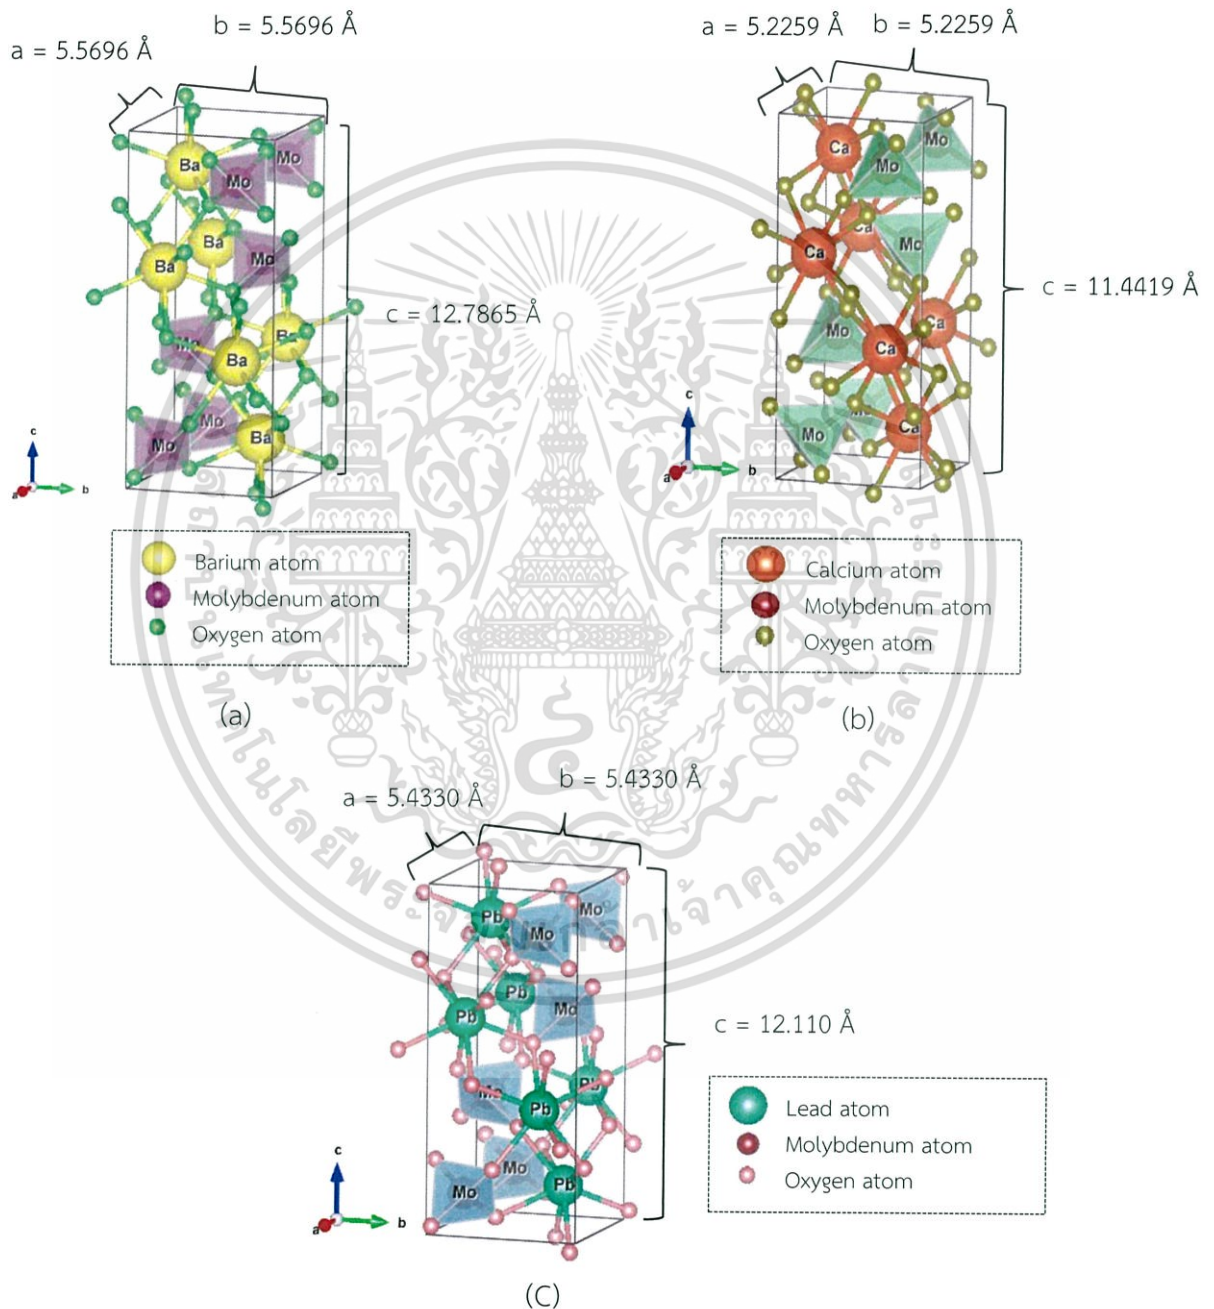 b = 5.5696 Å
a = 5.5696 Å
Ba
Mo
Mo
Ba
Ba
Mo
c = 12.7865 Å
Mo
Ba
Ba
Mo
Mo
Ba
c
a
b
Barium atom
Molybdenum atom
Oxygen atom
(a)
a = 5.2259 Å
b = 5.2259 Å
Ca
Mo
Mo
Ca
Ca
Mo
c = 11.4419 Å
Mo
Ca
Ca
Mo
Mo
Ca
c
a
b
Calcium atom
Molybdenum atom
Oxygen atom
(b)
b = 5.4330 Å
a = 5.4330 Å
Pb
Mo
Mo
Pb
Pb
Mo
c = 12.110 Å
Mo
Pb
Pb
Mo
Mo
Pb
c
a
b
Lead atom
Molybdenum atom
Oxygen atom
(C)